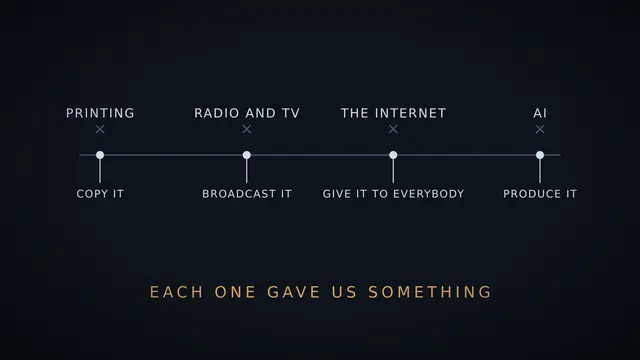 PRINTING RADIO AND TV THE INTERNET AI
COPY IT BROADCAST IT GIVE IT TO EVERYBODY PRODUCE IT
EACH ONE GAVE US SOMETHING